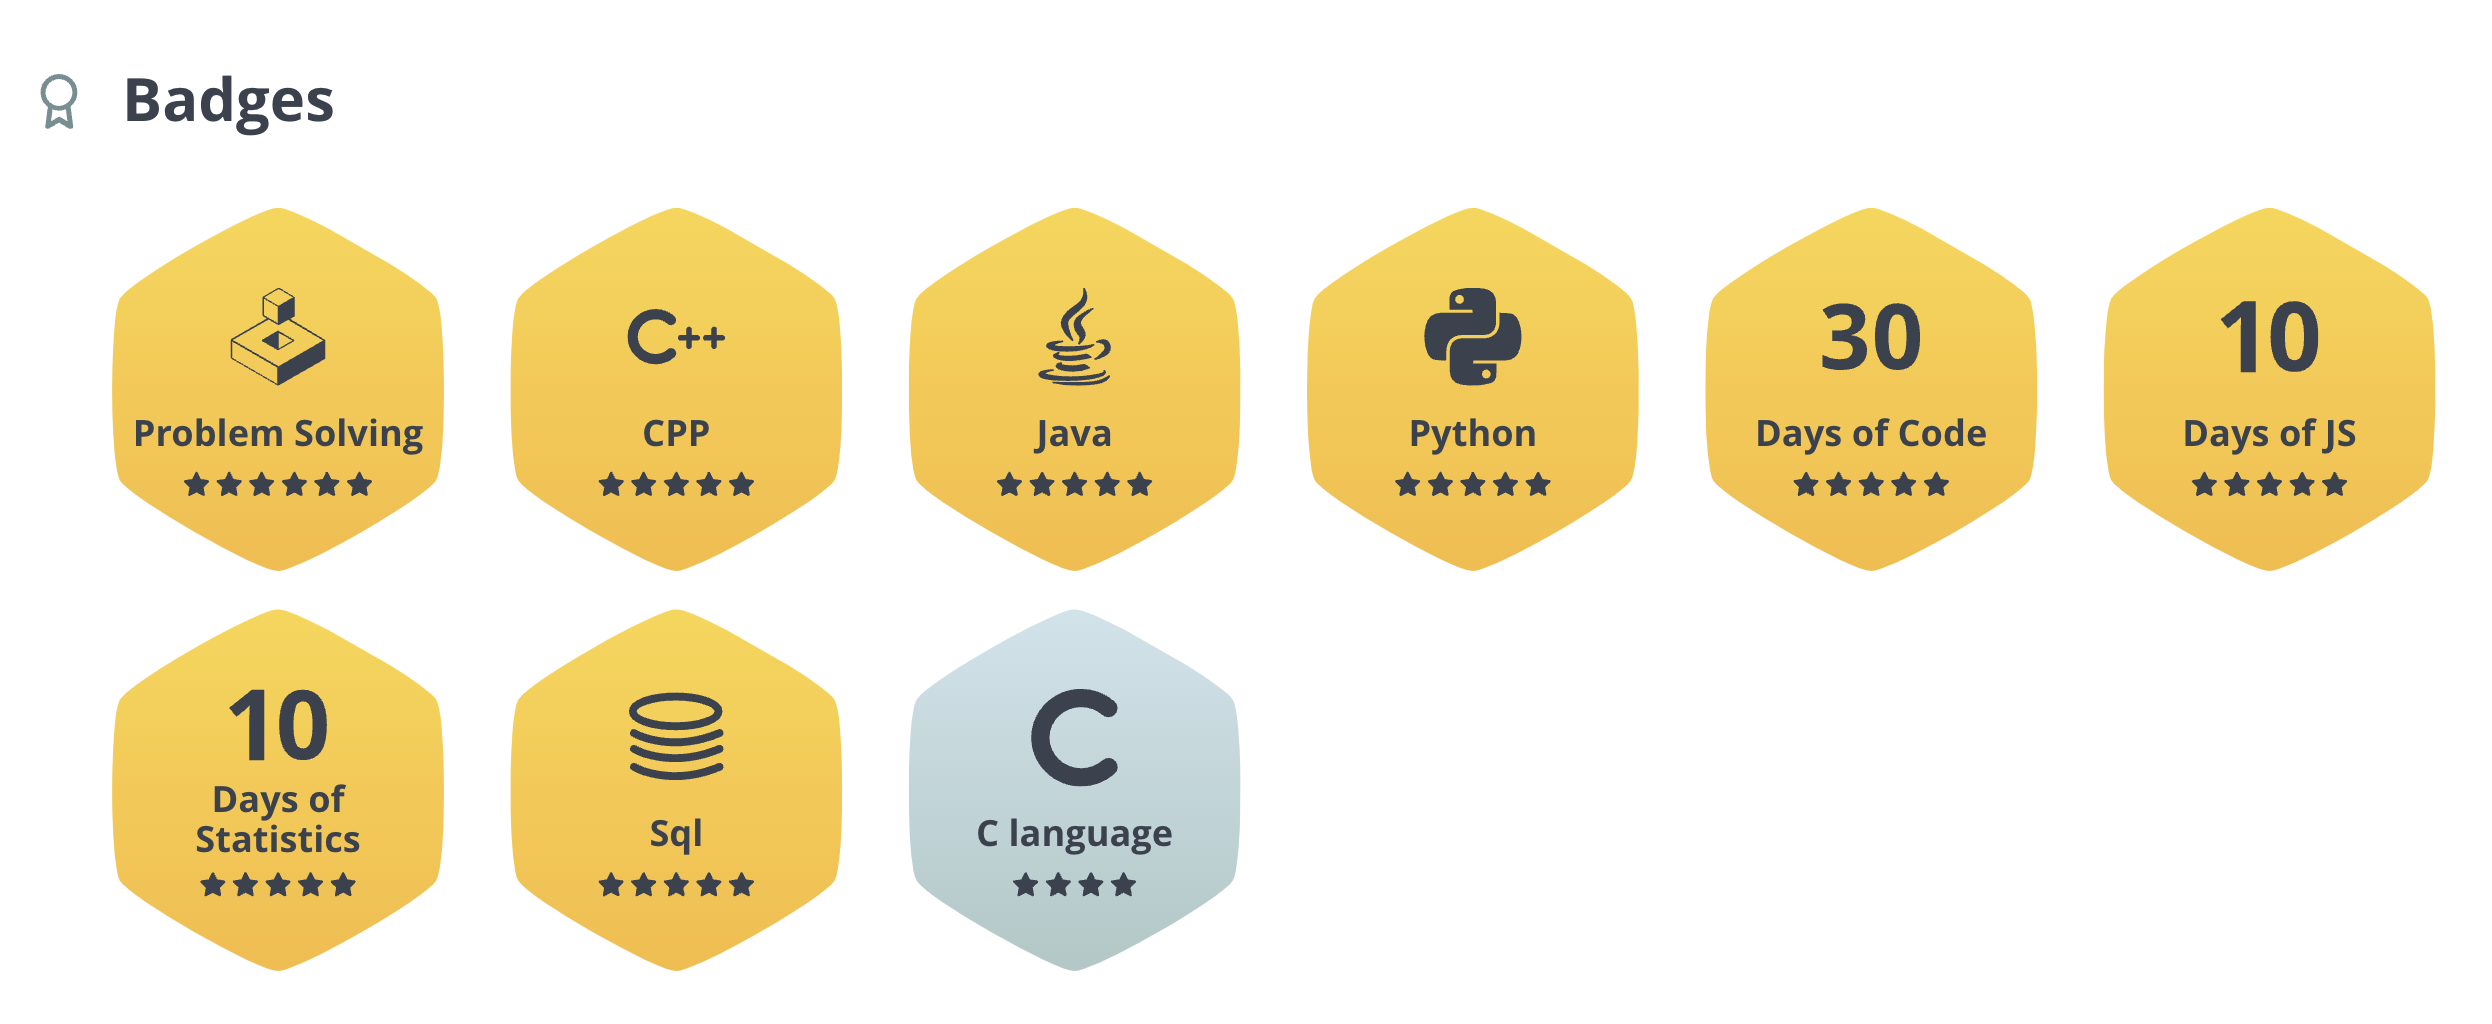 Badges
C++
30
10
Problem Solving
CPP
Java
Python
Days of Code
Days of JS
10
Days of
Statistics
C
Sql
C language